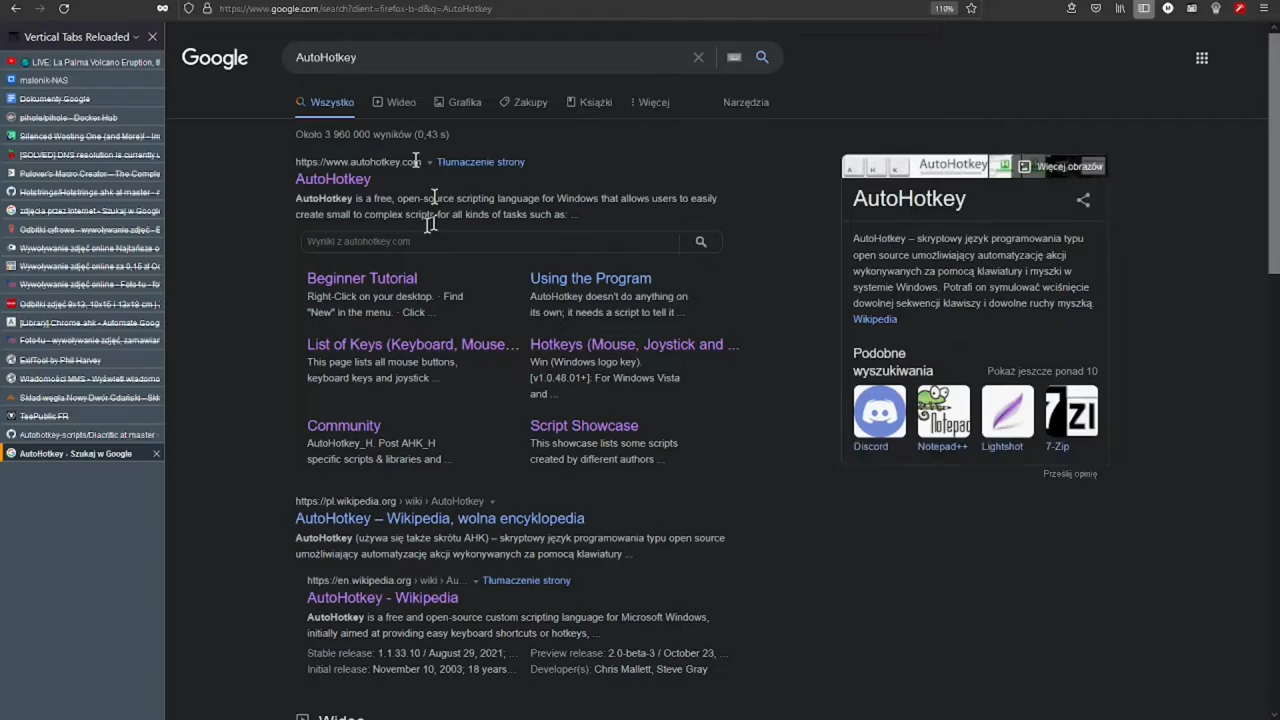 https://www.google.com/search?client=firefox-b-d&q=AutoHotkey
110%
Vertical Tabs Reloaded
LIVE: La Palma Volcano Eruption, t
mslonik-NAS
Dokumenty Google
pihole/pihole - Docker Hub
Silenced Wooting One (and More)! - Im
[SOLVED] DNS resolution is currently u
Pulover's Macro Creator – The Comple
Hotstrings/Hotstrings.ahk at master · m
zdjęcia przez Internet - Szukaj w Googl
Odbitki cyfrowe - wywoływanie zdjęć - E
Wywoływanie zdjęć online Najtańsze o
Wywoływanie zdjęć online za 0,15 zł O
Wywoływanie zdjęć online - Foto4u - fo
Odbitki zdjęć 9x13, 10x15 i 13x18 cm |
[Library] Chrome.ahk - Automate Goog
Foto4u - wywoływanie zdjęć, zamawiar
ExifTool by Phil Harvey
Wiadomości MMS - Wyświetl wiadomo
Skład węgla Nowy Dwór Gdański - Skł
TeePublic FR
Autohotkey-scripts/Diacritic at master ·
AutoHotkey - Szukaj w Google
Google
AutoHotkey
Wszystko
Wideo
Grafika
Zakupy
Książki
Więcej
Narzędzia
Około 3 960 000 wyników (0,43 s)
https://www.autohotkey.com
Tłumaczenie strony
AutoHotkey
AutoHotkey is a free, open-source scripting language for Windows that allows users to easily
create small to complex scripts for all kinds of tasks such as: ...
Wyniki z autohotkey.com
Beginner Tutorial
Right-Click on your desktop. · Find
"New" in the menu. · Click ...
Using the Program
AutoHotkey doesn't do anything on
its own; it needs a script to tell it ...
List of Keys (Keyboard, Mouse...
This page lists all mouse buttons,
keyboard keys and joystick ...
Hotkeys (Mouse, Joystick and ...
Win (Windows logo key).
[v1.0.48.01+]: For Windows Vista
and ...
Community
AutoHotkey_H. Post AHK_H
specific scripts & libraries and ...
Script Showcase
This showcase lists some scripts
created by different authors ...
https://pl.wikipedia.org › wiki › AutoHotkey
AutoHotkey – Wikipedia, wolna encyklopedia
AutoHotkey (używa się także skrótu AHK) – skryptowy język programowania typu open source
umożliwiający automatyzację akcji wykonywanych za pomocą klawiatury ...
https://en.wikipedia.org › wiki › Au...
Tłumaczenie strony
AutoHotkey - Wikipedia
AutoHotkey is a free and open-source custom scripting language for Microsoft Windows,
initially aimed at providing easy keyboard shortcuts or hotkeys, ...
Stable release: 1.1.33.10 / August 29, 2021; ...
Preview release: 2.0-beta-3 / October 23, ...
Initial release: November 10, 2003; 18 years...
Developer(s): Chris Mallett, Steve Gray
A H K
AutoHotkey
Więcej obrazów
AutoHotkey
AutoHotkey – skryptowy język programowania typu
open source umożliwiający automatyzację akcji
wykonywanych za pomocą klawiatury i myszki w
systemie Windows. Potrafi on symulować wciśnięcie
dowolnej sekwencji klawiszy i dowolne ruchy myszką.
Wikipedia
Podobne
wyszukiwania
Pokaż jeszcze ponad 10
Discord
Notepad++
Lightshot
7-Zip
Prześlij opinię